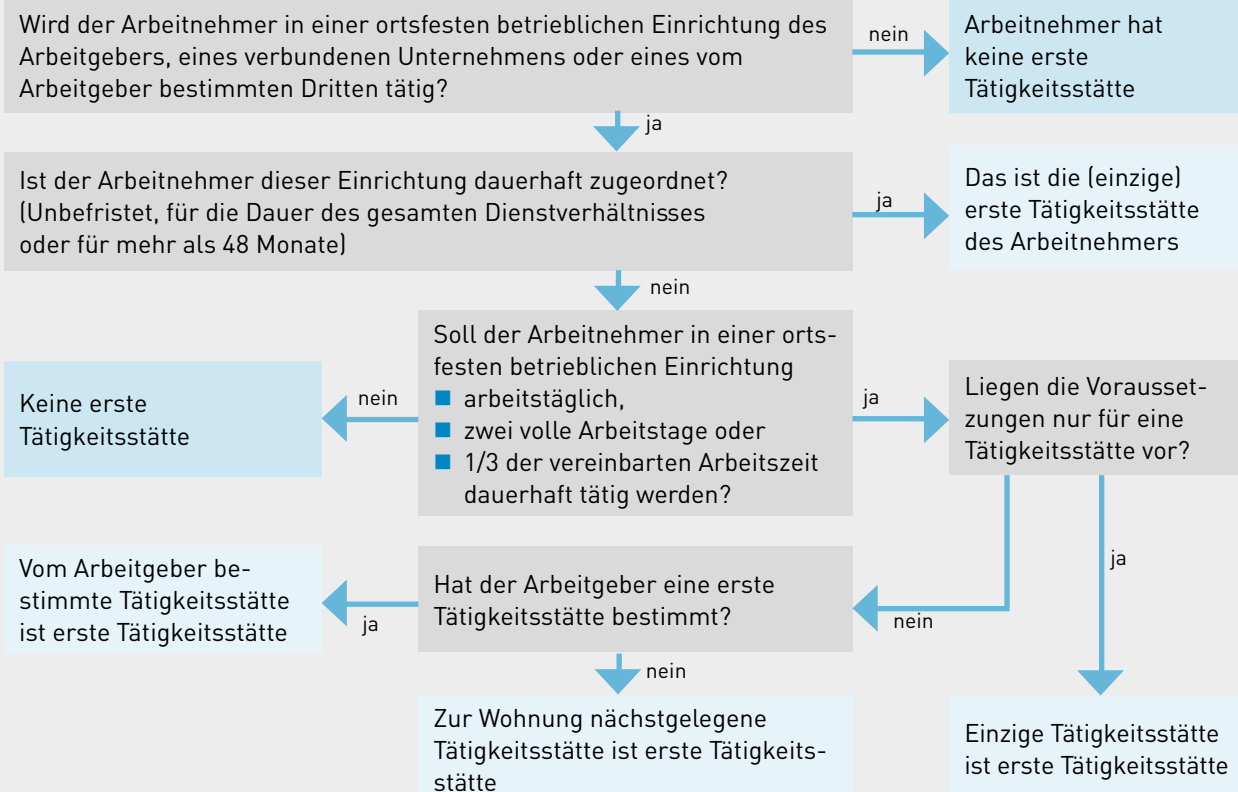 Wird der Arbeitnehmer in einer ortsfesten betrieblichen Einrichtung des
Arbeitgebers, eines verbundenen Unternehmens oder eines vom
Arbeitgeber bestimmten Dritten tätig?
nein
Arbeitnehmer hat
keine erste
Tätigkeitsstätte
ja
Ist der Arbeitnehmer dieser Einrichtung dauerhaft zugeordnet?
(Unbefristet, für die Dauer des gesamten Dienstverhältnisses
oder für mehr als 48 Monate)
ja
Das ist die (einzige)
erste Tätigkeitsstätte
des Arbeitnehmers
nein
Soll der Arbeitnehmer in einer orts-
festen betrieblichen Einrichtung
■ arbeitstäglich,
■ zwei volle Arbeitstage oder
■ 1/3 der vereinbarten Arbeitszeit
dauerhaft tätig werden?
nein
Keine erste
Tätigkeitsstätte
ja
Liegen die Vorausset-
zungen nur für eine
Tätigkeitsstätte vor?
ja
nein
Hat der Arbeitgeber eine erste
Tätigkeitsstätte bestimmt?
ja
Vom Arbeitgeber be-
stimmte Tätigkeitsstätte
ist erste Tätigkeitsstätte
nein
Zur Wohnung nächstgelegene
Tätigkeitsstätte ist erste Tätigkeits-
stätte
Einzige Tätigkeitsstätte
ist erste Tätigkeitsstätte